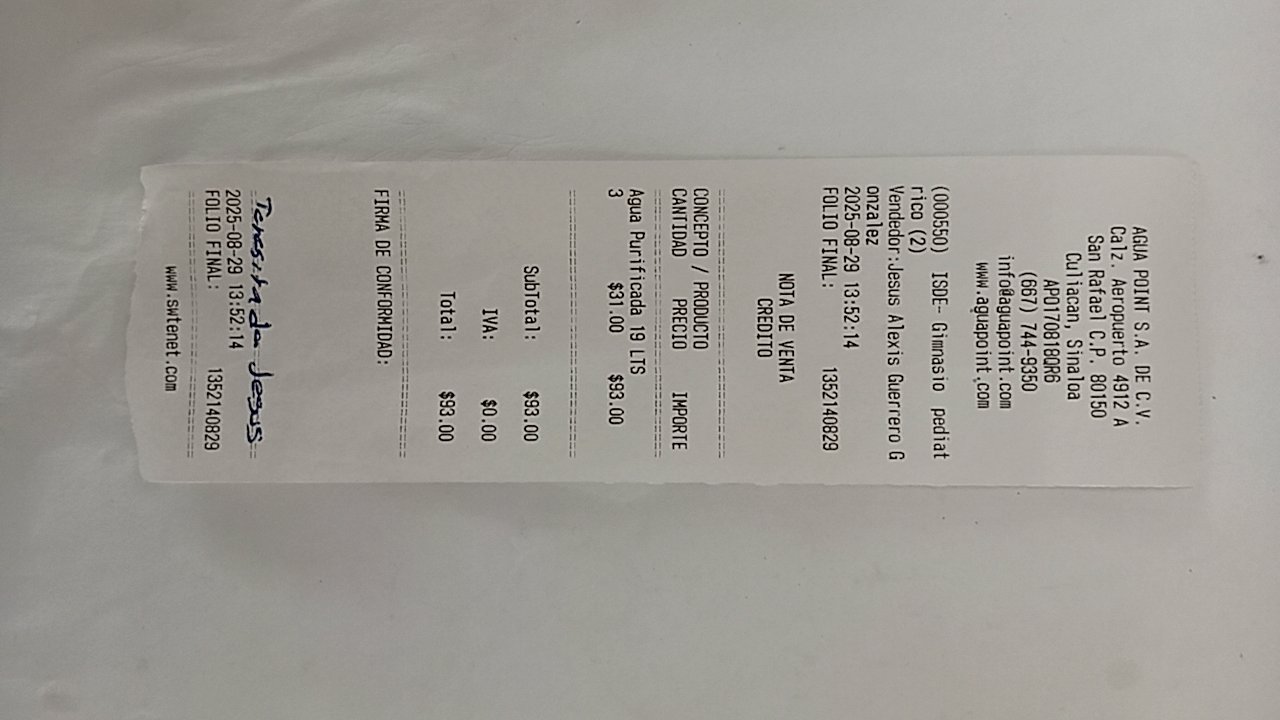 AGUA POINT S.A. DE C.V.
Calz. Aeropuerto 4912 A
San Rafael C.P. 80150
Culiacan, Sinaloa
APO170818QR6
(667) 744-9350
info@aguapoint.com
www.aguapoint.com
(000550) ISDE- Gimnasio pediat
rico (2)
Vendedor:Jesus Alexis Guerrero G
onzalez
2025-08-29 13:52:14
FOLIO FINAL: 1352140829
NOTA DE VENTA
CREDITO
CONCEPTO / PRODUCTO
CANTIDAD PRECIO IMPORTE
Agua Purificada 19 LTS
3 $31.00 $93.00
SubTotal: $93.00
IVA: $0.00
Total: $93.00
FIRMA DE CONFORMIDAD:
Teresita de Jesus
2025-08-29 13:52:14
FOLIO FINAL: 1352140829
www.swtenet.com